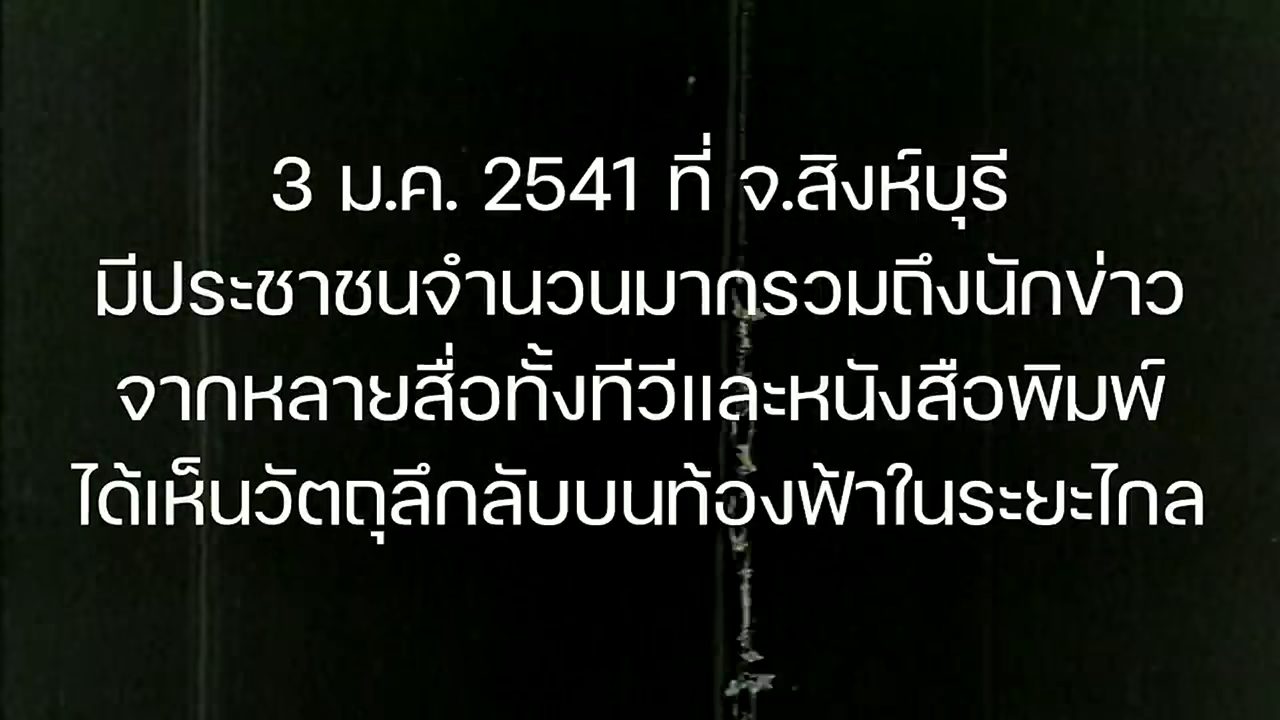 3 ม.ค. 2541 ที่ จ.สิงห์บุรี
มีประชาชนจำนวนมากรวมถึงนักข่าว
จากหลายสื่อทั้งทีวีและหนังสือพิมพ์
ได้เห็นวัตถุลึกลับบนท้องฟ้าในระยะไกล